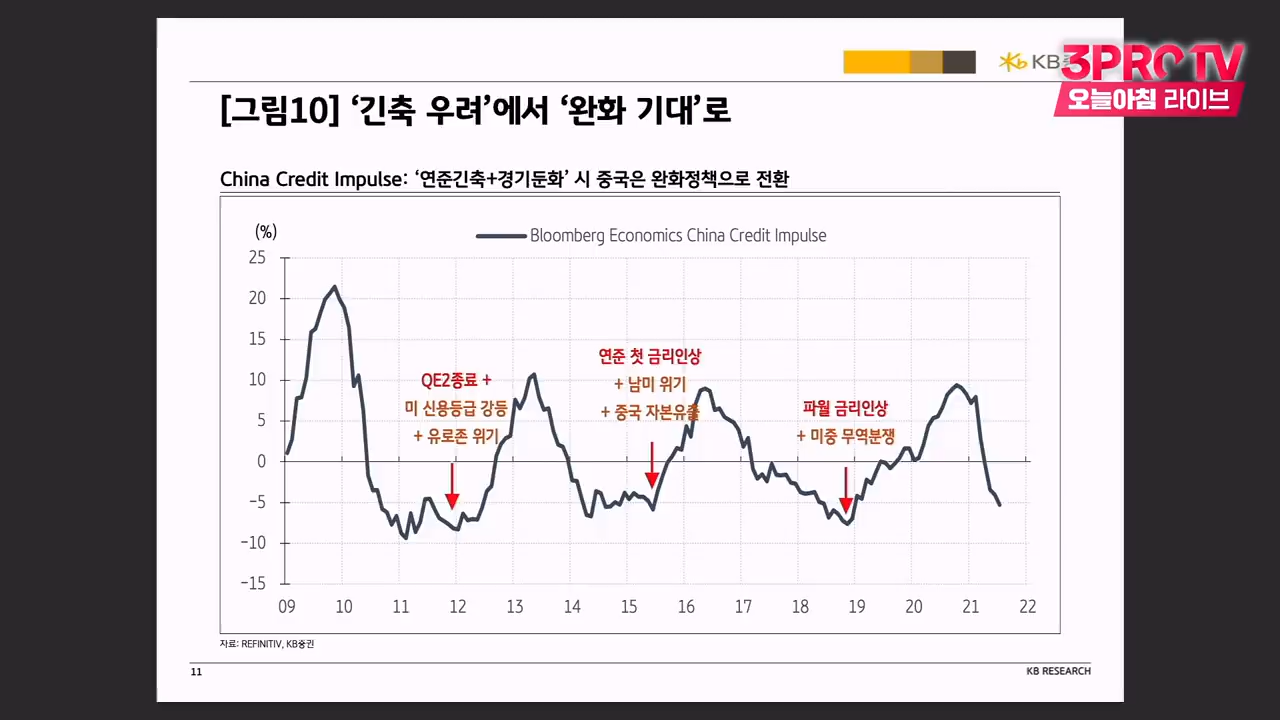 KB증
3PROTV
오늘아침 라이브
[그림10] ‘긴축 우려’에서 ‘완화 기대’로
China Credit Impulse: ‘연준긴축+경기둔화’ 시 중국은 완화정책으로 전환
(%)
Bloomberg Economics China Credit Impulse
25
20
15
10
5
0
-5
-10
-15
QE2종료 +
미 신용등급 강등
+ 유로존 위기
연준 첫 금리인상
+ 남미 위기
+ 중국 자본유출
파월 금리인상
+ 미중 무역분쟁
09 10 11 12 13 14 15 16 17 18 19 20 21 22
자료: REFINITIV, KB증권
11
KB RESEARCH